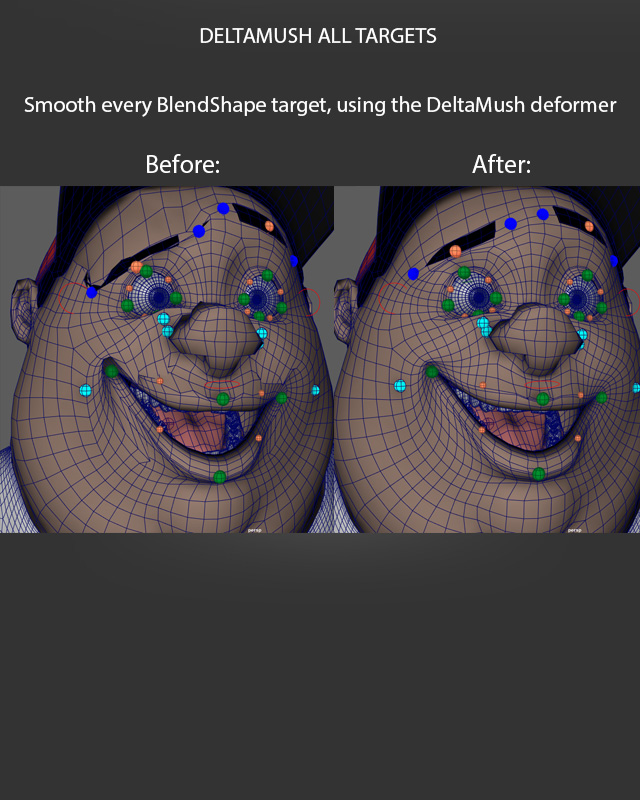 DELTAMUSH ALL TARGETS
Smooth every BlendShape target, using the DeltaMush deformer
Before:
After:
persp
persp